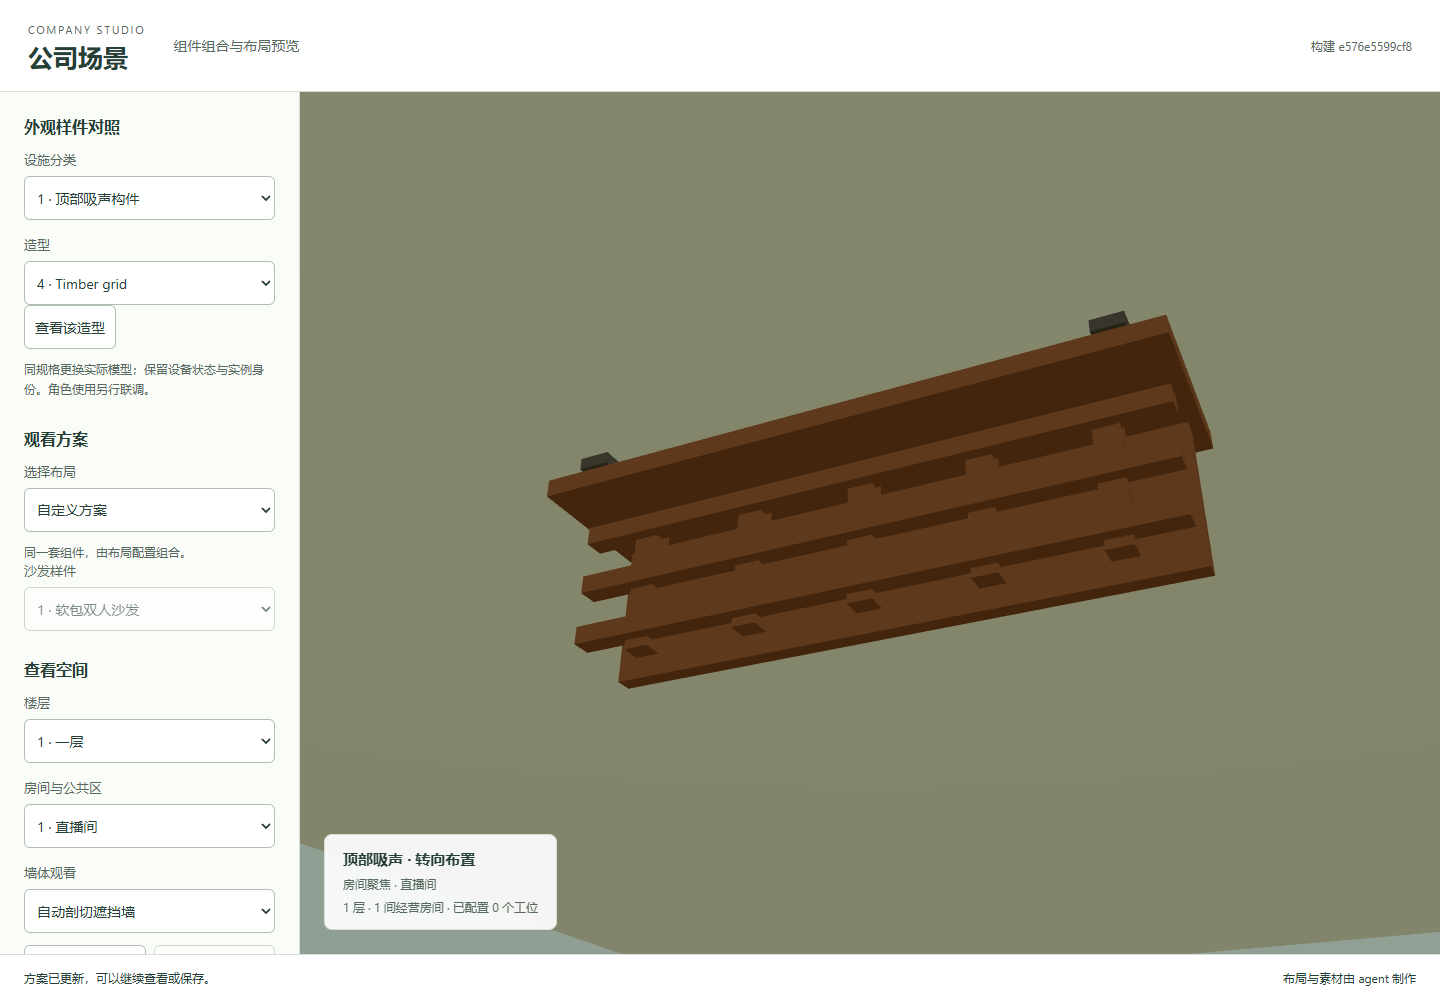 COMPANY STUDIO
公司场景
组件组合与布局预览
构建 e576e5599cf8
外观样件对照
设施分类
1 · 顶部吸声构件
造型
4 · Timber grid
查看该造型
同规格更换实际模型；保留设备状态与实例身
份。角色使用另行联调。
观看方案
选择布局
自定义方案
同一套组件，由布局配置组合。
沙发样件
1 · 软包双人沙发
查看空间
楼层
1 · 一层
房间与公共区
1 · 直播间
墙体观看
自动剖切遮挡墙
顶部吸声 · 转向布置
房间聚焦 · 直播间
1 层 · 1 间经营房间 · 已配置 0 个工位
方案已更新，可以继续查看或保存。
布局与素材由 agent 制作